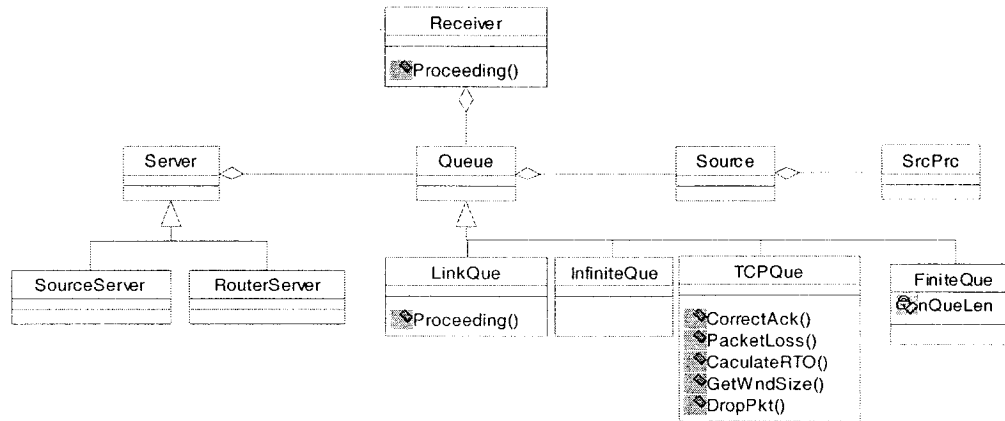 Receiver
Proceeding()
Server
Queue
Source
SrcPrc
SourceServer
RouterServer
LinkQue
Proceeding()
InfiniteQue
TCPQue
CorrectAck()
PacketLoss()
CaculateRTO()
GetWndSize()
DropPkt()
FiniteQue
nQueLen